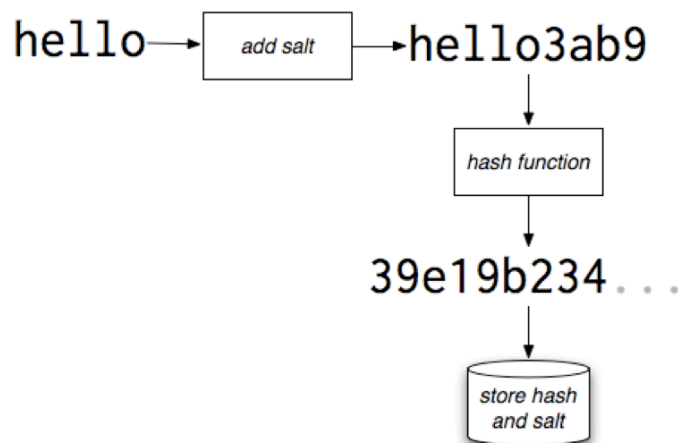 hello
add salt
hello3ab9
hash function
39e19b234...
store hash
and salt